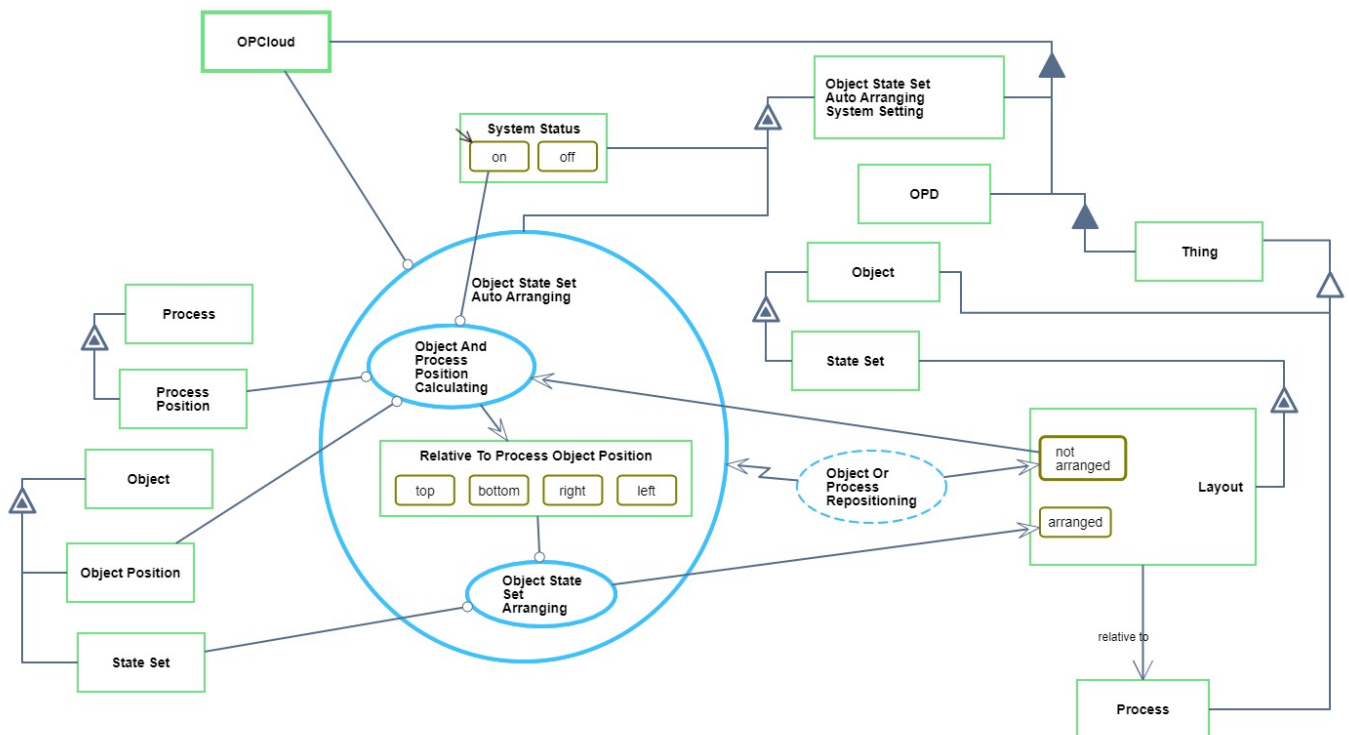 OPCloud
Object State Set
Auto Arranging
System Setting
System Status
on
off
OPD
Thing
Object
Object State Set
Auto Arranging
Process
Object And
Process
Position
Calculating
State Set
Process
Position
Relative To Process Object Position
top
bottom
right
left
Object
not
arranged
Object Or
Process
Repositioning
Layout
arranged
Object Position
Object State
Set
Arranging
State Set
relative to
Process